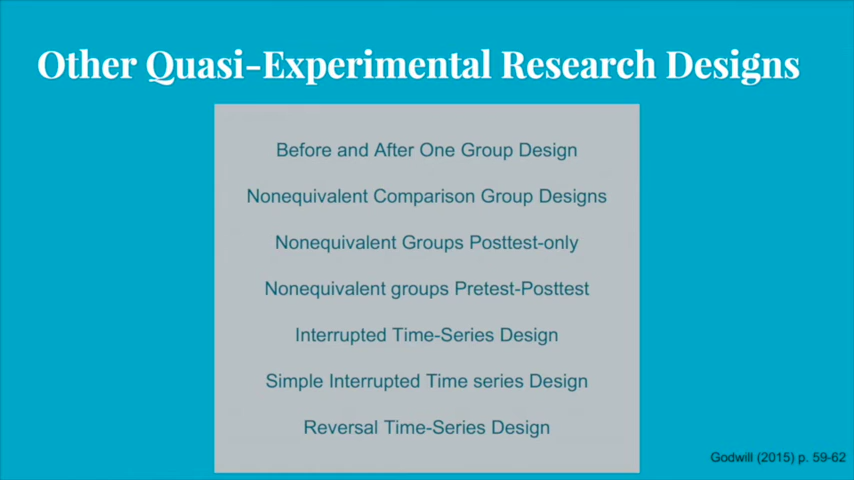 Other Quasi-Experimental Research Designs
Before and After One Group Design
Nonequivalent Comparison Group Designs
Nonequivalent Groups Posttest-only
Nonequivalent groups Pretest-Posttest
Interrupted Time-Series Design
Simple Interrupted Time series Design
Reversal Time-Series Design
Godwill (2015) p. 59-62